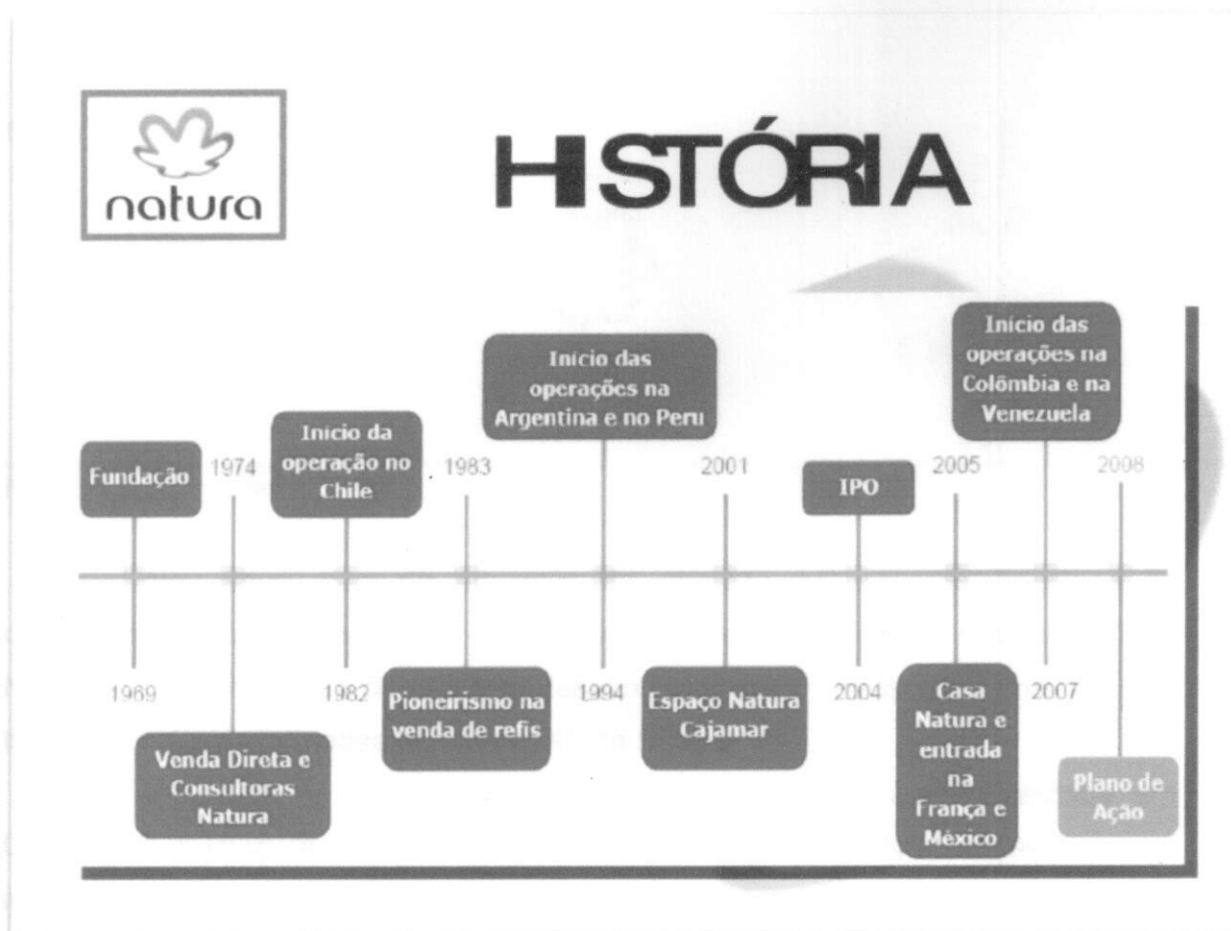 natura
HISTÓRIA
Fundação
1969
1974
Venda Direta e
Consultoras
Natura
Início da
operação no
Chile
1982
1983
Pioneirismo na
venda de refis
Início das
operações na
Argentina e no Peru
1994
2001
Espaço Natura
Cajamar
IPO
2004
2005
Casa
Natura e
entrada
na
França e
México
Início das
operações na
Colômbia e na
Venezuela
2007
2008
Plano de
Ação